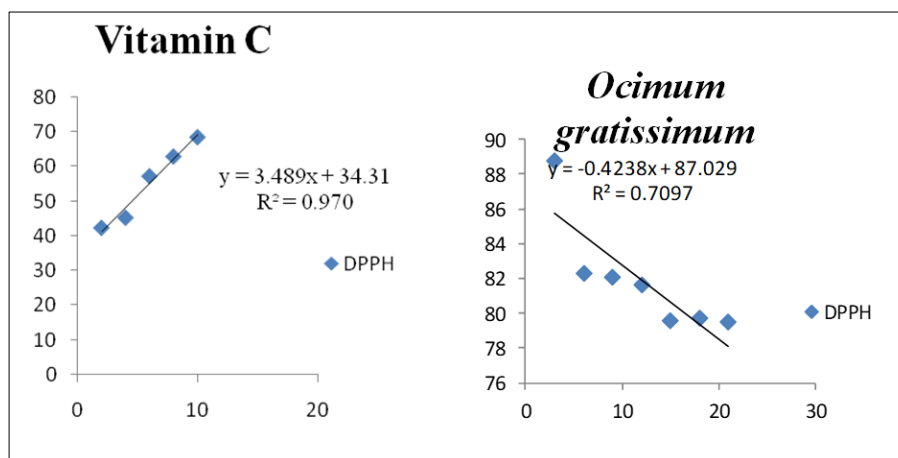 Vitamin C
80
70
60
50
40
30
20
10
0
0
10
20
y = 3.489x + 34.31
R² = 0.970
DPPH
Ocimum
gratissimum
90
88
86
84
82
80
78
76
0
10
20
30
y = -0.4238x + 87.029
R² = 0.7097
DPPH